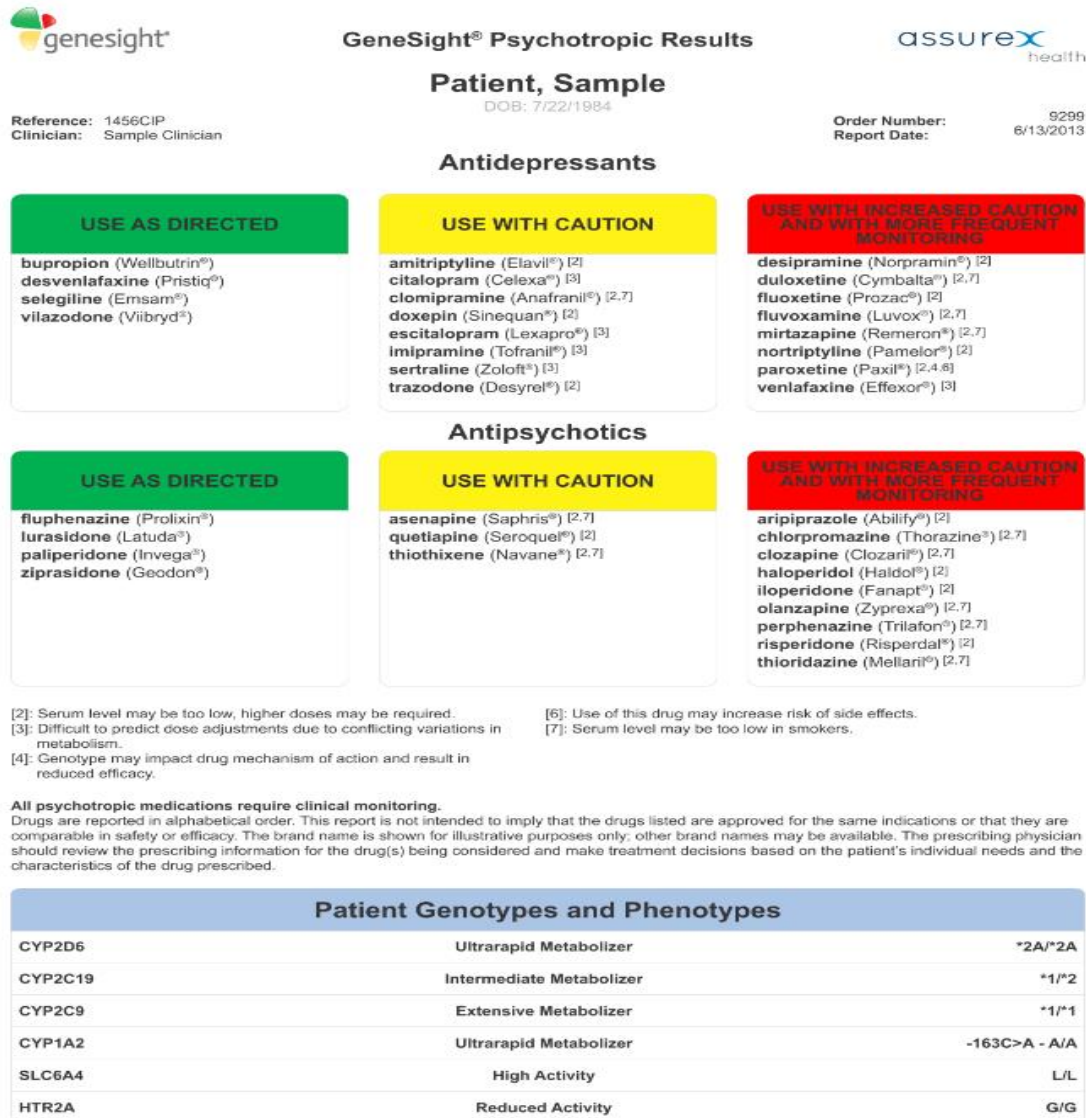 genesight®
GeneSight® Psychotropic Results
assurex
health
Patient, Sample
DOB: 7/22/1984
Reference: 1456CIP
Clinician: Sample Clinician
Order Number: 9299
Report Date: 6/13/2013
Antidepressants
USE AS DIRECTED
bupropion (Wellbutrin®)
desvenlafaxine (Pristiq®)
selegiline (Emsam®)
vilazodone (Viibryd®)
USE WITH CAUTION
amitriptyline (Elavil®) [2]
citalopram (Celexa®) [3]
clomipramine (Anafranil®) [2,7]
doxepin (Sinequan®) [2]
escitalopram (Lexapro®) [3]
imipramine (Tofranil®) [3]
sertraline (Zoloft®) [3]
trazodone (Desyrel®) [2]
USE WITH INCREASED CAUTION
AND WITH MORE FREQUENT
MONITORING
desipramine (Norpramin®) [2]
duloxetine (Cymbalta®) [2,7]
fluoxetine (Prozac®) [2]
fluvoxamine (Luvox®) [2,7]
mirtazapine (Remeron®) [2,7]
nortriptyline (Pamelor®) [2]
paroxetine (Paxil®) [2,4,6]
venlafaxine (Effexor®) [3]
Antipsychotics
USE AS DIRECTED
fluphenazine (Prolixin®)
lurasidone (Latuda®)
paliperidone (Invega®)
ziprasidone (Geodon®)
USE WITH CAUTION
asenapine (Saphris®) [2,7]
quetiapine (Seroquel®) [2]
thiothixene (Navane®) [2,7]
USE WITH INCREASED CAUTION
AND WITH MORE FREQUENT
MONITORING
aripiprazole (Abilify®) [2]
chlorpromazine (Thorazine®) [2,7]
clozapine (Clozaril®) [2,7]
haloperidol (Haldol®) [2]
iloperidone (Fanapt®) [2]
olanzapine (Zyprexa®) [2,7]
perphenazine (Trilafon®) [2,7]
risperidone (Risperdal®) [2]
thioridazine (Mellaril®) [2,7]
[2]: Serum level may be too low, higher doses may be required.
[3]: Difficult to predict dose adjustments due to conflicting variations in
metabolism.
[4]: Genotype may impact drug mechanism of action and result in
reduced efficacy.
[6]: Use of this drug may increase risk of side effects.
[7]: Serum level may be too low in smokers.
All psychotropic medications require clinical monitoring.
Drugs are reported in alphabetical order. This report is not intended to imply that the drugs listed are approved for the same indications or that they are
comparable in safety or efficacy. The brand name is shown for illustrative purposes only; other brand names may be available. The prescribing physician
should review the prescribing information for the drug(s) being considered and make treatment decisions based on the patient's individual needs and the
characteristics of the drug prescribed.
Patient Genotypes and Phenotypes
CYP2D6 Ultrarapid Metabolizer *2A/*2A
CYP2C19 Intermediate Metabolizer *1/*2
CYP2C9 Extensive Metabolizer *1/*1
CYP1A2 Ultrarapid Metabolizer -163C>A - A/A
SLC6A4 High Activity L/L
HTR2A Reduced Activity G/G